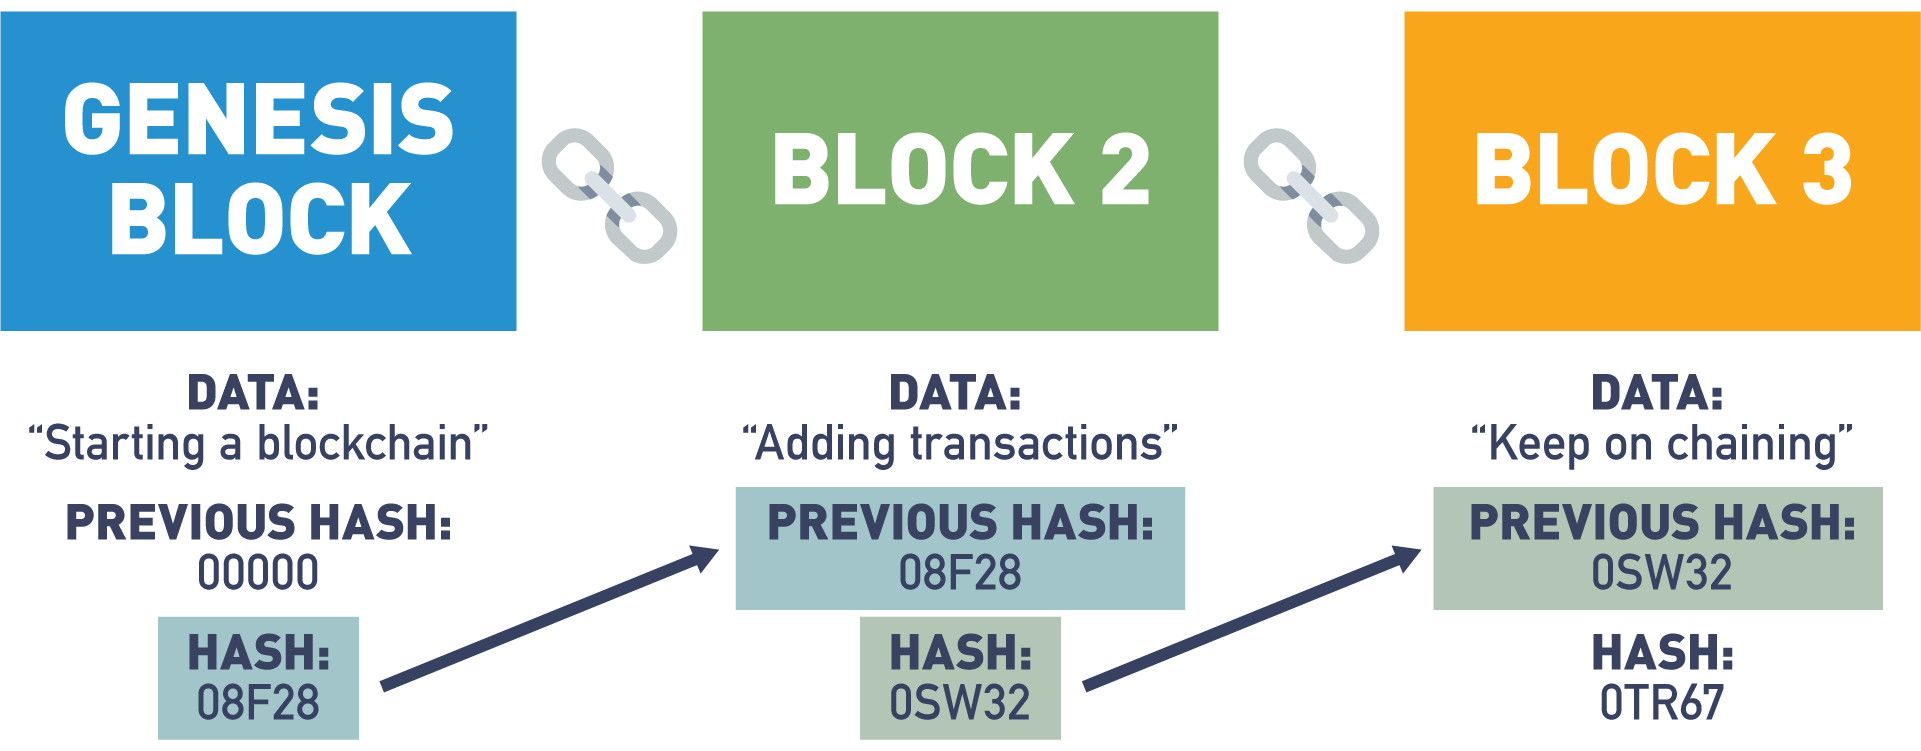 GENESIS
BLOCK
DATA:
“Starting a blockchain”
PREVIOUS HASH:
00000
HASH:
08F28
BLOCK 2
DATA:
“Adding transactions”
PREVIOUS HASH:
08F28
HASH:
0SW32
BLOCK 3
DATA:
“Keep on chaining”
PREVIOUS HASH:
0SW32
HASH:
0TR67